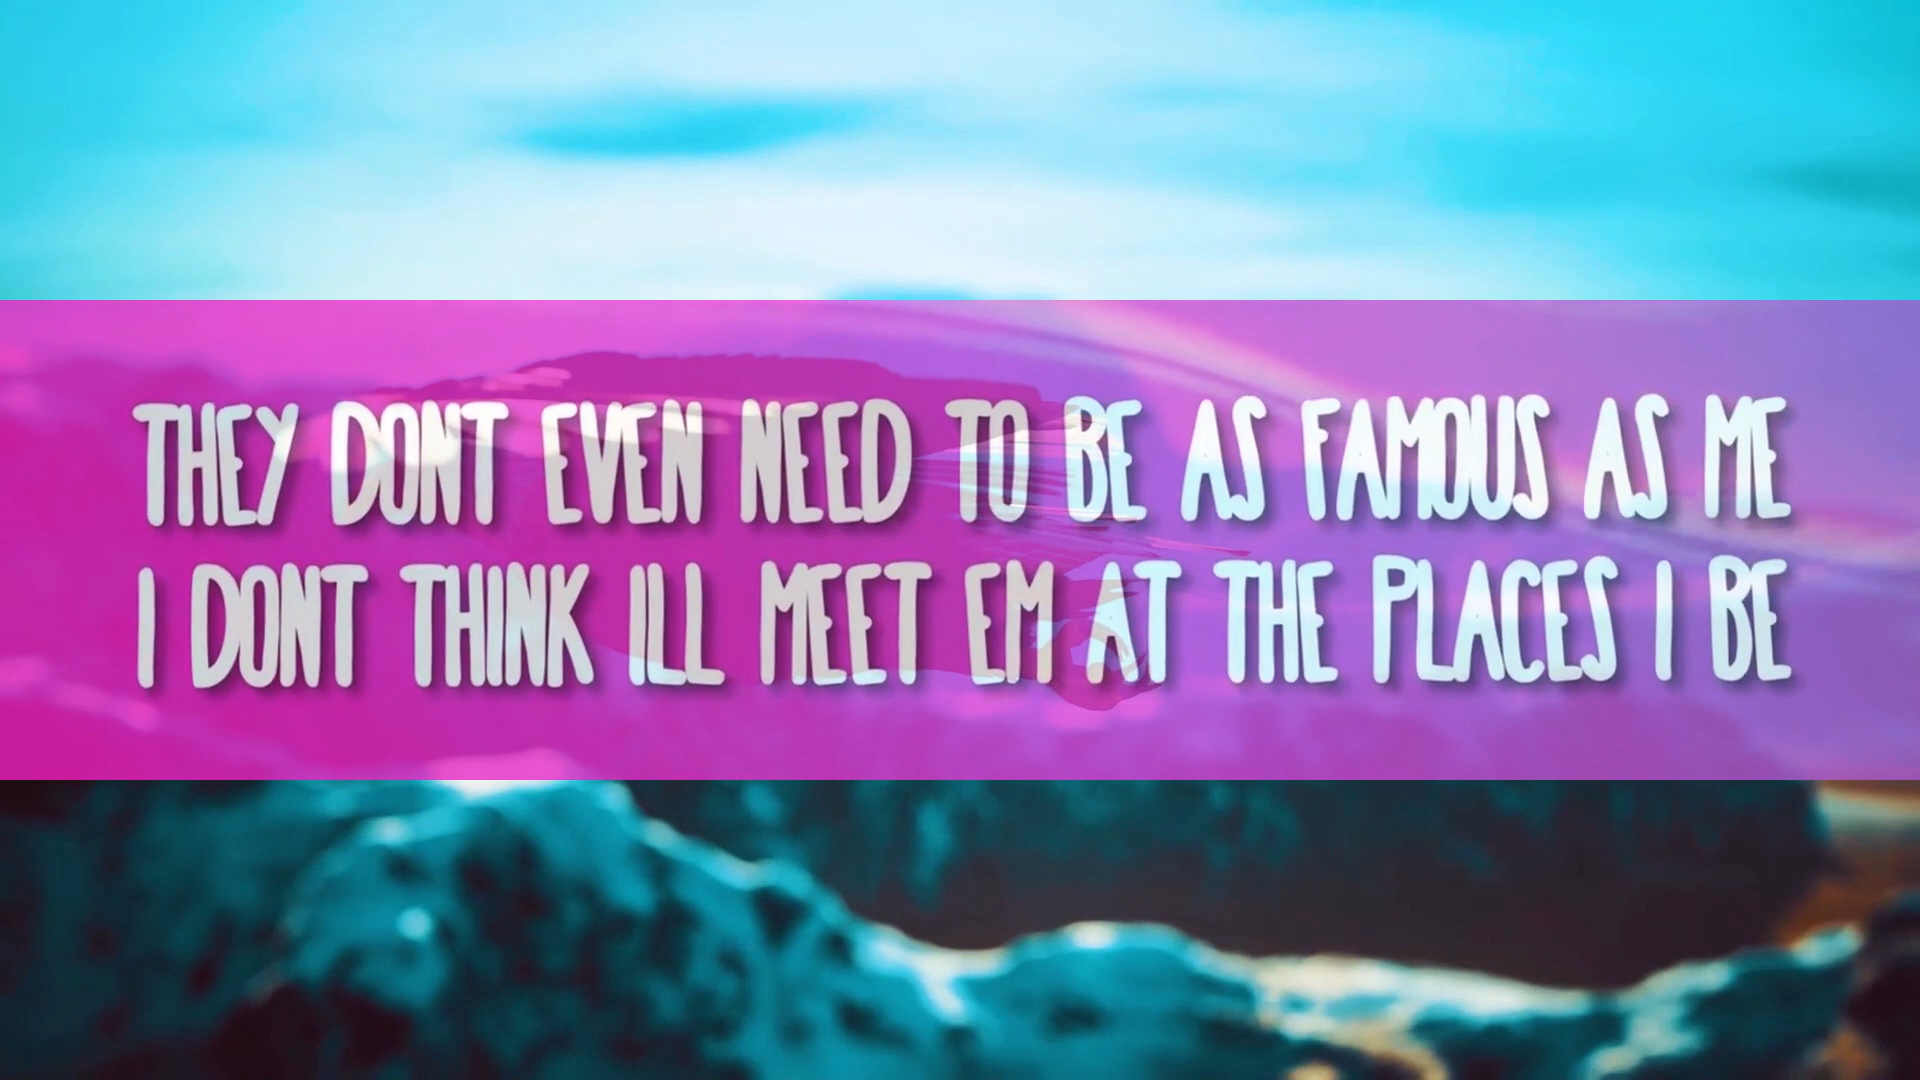 THEY DONT EVEN NEED TO BE AS FAMOUS AS ME
I DONT THINK ILL MEET EM AT THE PLACES I BE